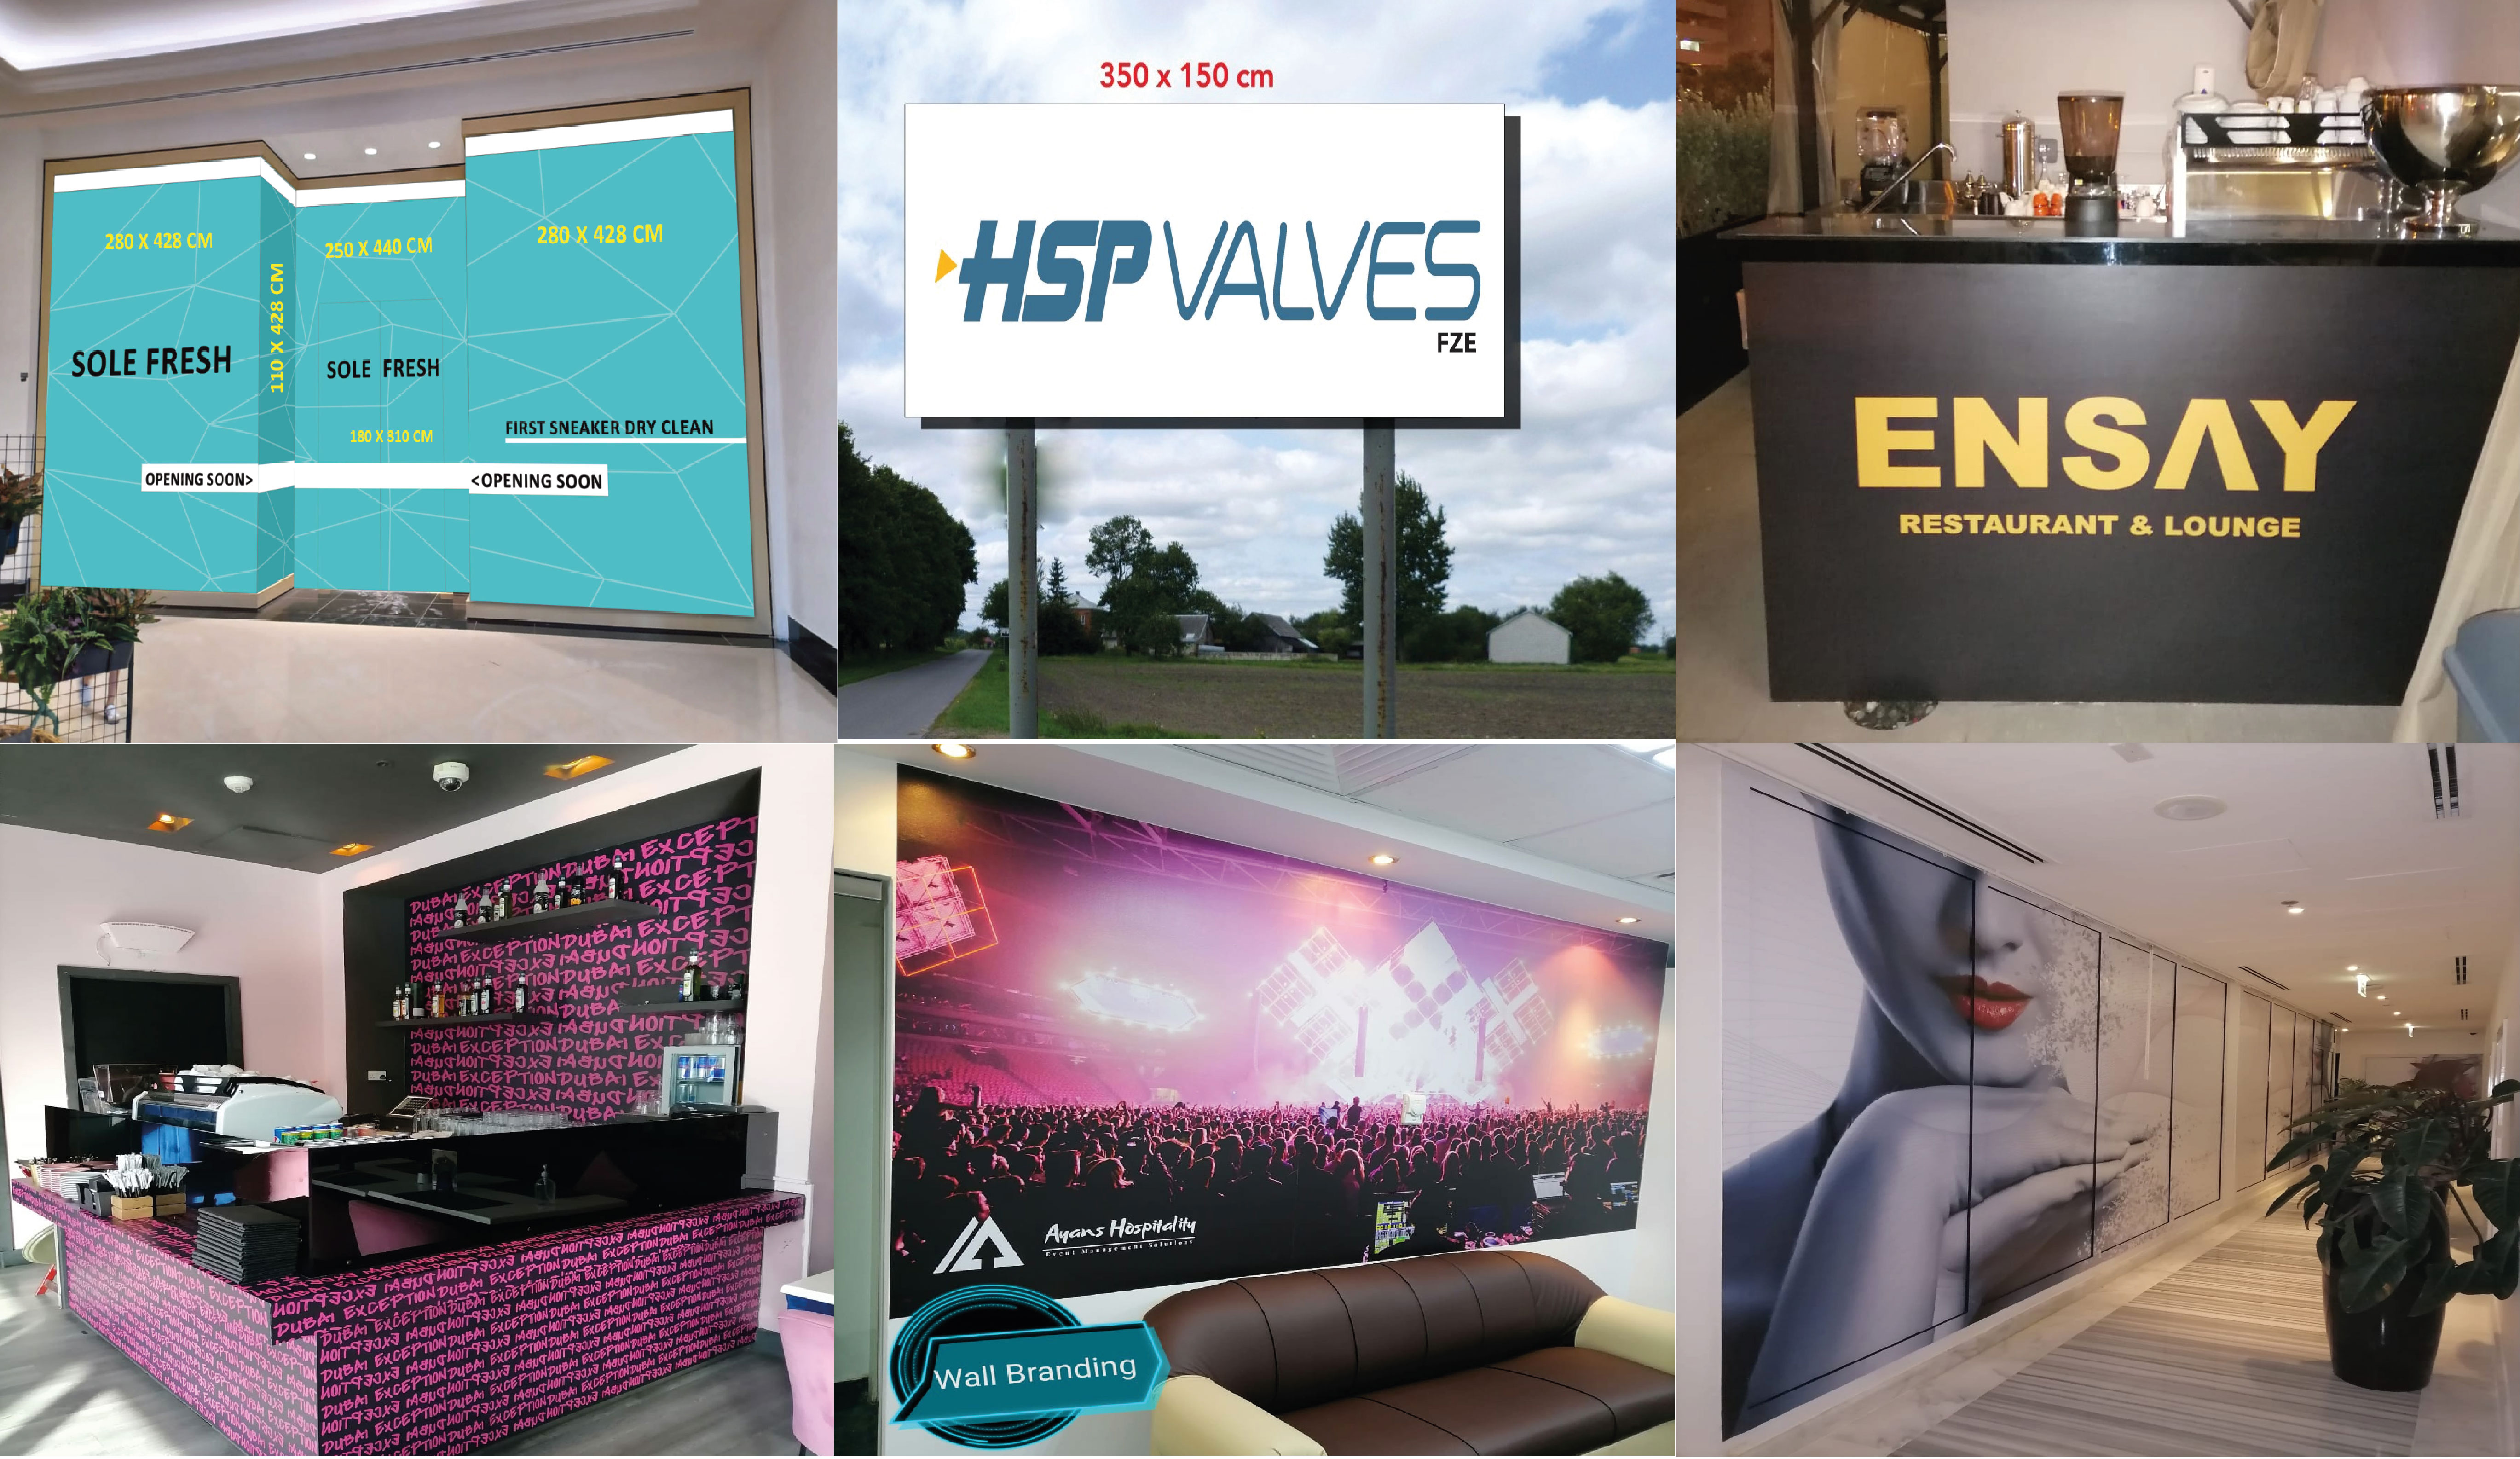 280 X 428 CM
110 X 428 CM
250 X 440 CM
280 X 428 CM
SOLE FRESH
SOLE FRESH
180 X 310 CM
FIRST SNEAKER DRY CLEAN
OPENING SOON>
<OPENING SOON
350 x 150 cm
HSP VALVES
FZE
ENSAY
RESTAURANT & LOUNGE
DUBAI EXCEPTION DUBAI EXCEPTION
Ayans Hospitality
Event Management Solutions
Wall Branding